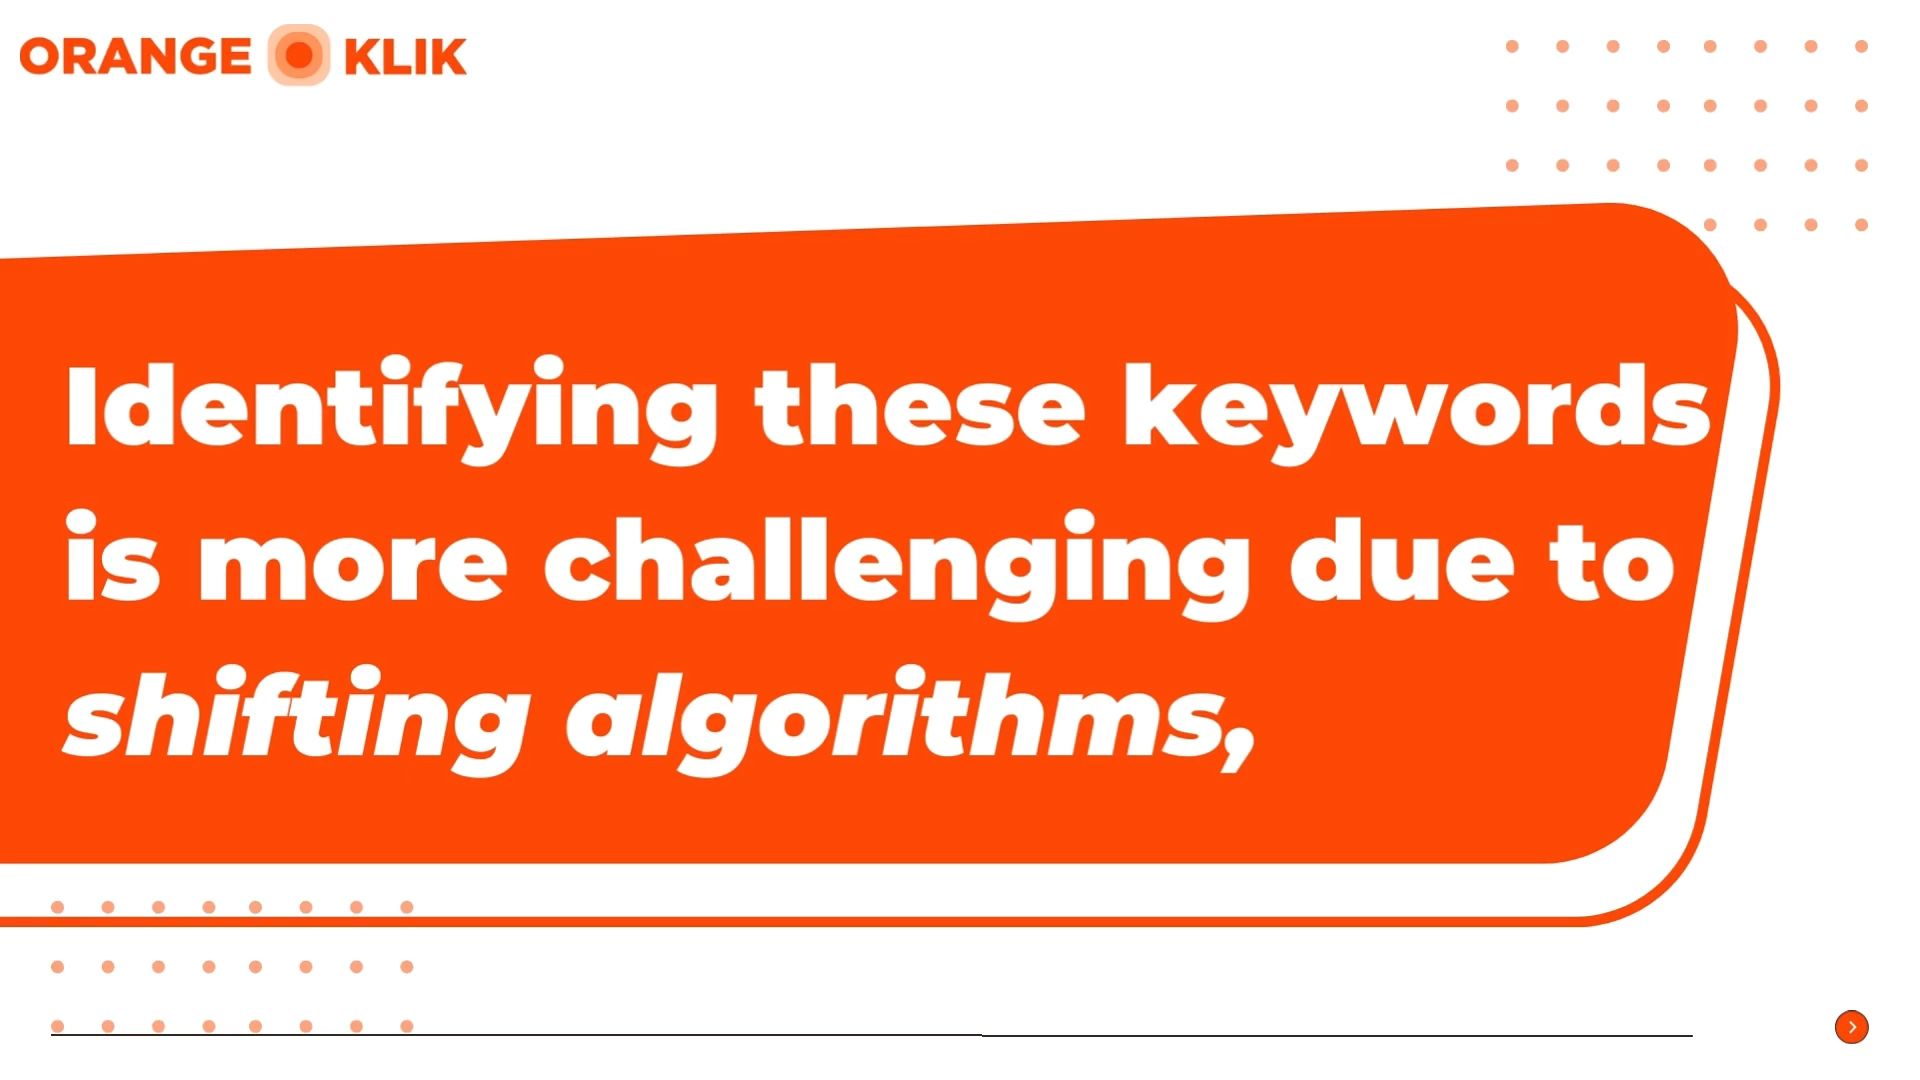 ORANGE KLIK
Identifying these keywords
is more challenging due to
shifting algorithms,